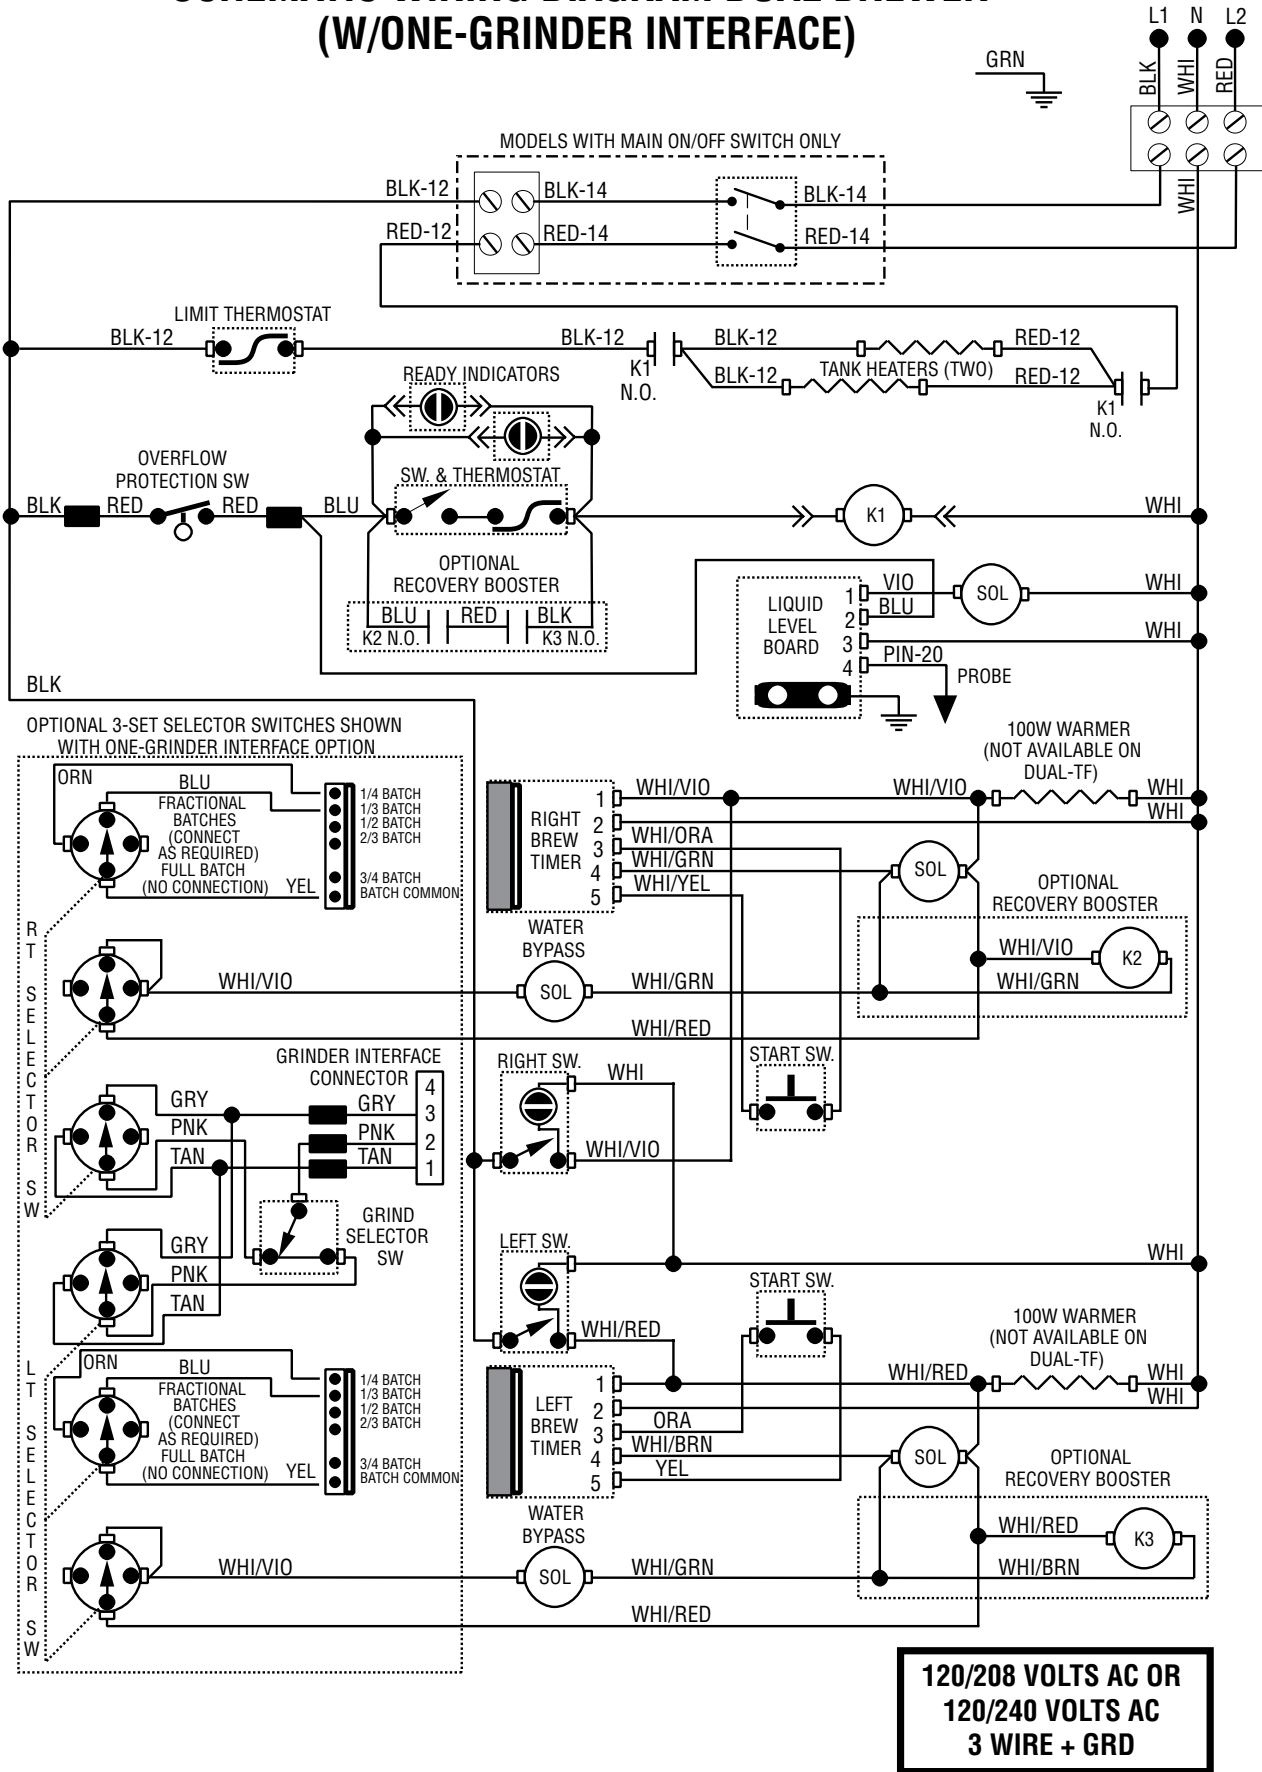 SCHEMATIC WIRING DIAGRAM DUAL BREWER
(W/ONE-GRINDER INTERFACE)
L1 N L2
GRN
BLK
WHI
RED
MODELS WITH MAIN ON/OFF SWITCH ONLY
BLK-12
BLK-14
BLK-14
WHI
RED-12
RED-14
RED-14
LIMIT THERMOSTAT
BLK-12
BLK-12
BLK-12
RED-12
K1
N.O.
BLK-12
TANK HEATERS (TWO)
RED-12
K1
N.O.
READY INDICATORS
OVERFLOW
PROTECTION SW
SW. & THERMOSTAT
BLK
RED
RED
BLU
K1
WHI
OPTIONAL
RECOVERY BOOSTER
BLU
RED
BLK
K2 N.O.
K3 N.O.
LIQUID
LEVEL
BOARD
1
2
3
4
VIO
BLU
SOL
WHI
WHI
PIN-20
PROBE
BLK
OPTIONAL 3-SET SELECTOR SWITCHES SHOWN
WITH ONE-GRINDER INTERFACE OPTION
ORN
BLU
FRACTIONAL
BATCHES
(CONNECT
AS REQUIRED)
FULL BATCH
(NO CONNECTION)
YEL
1/4 BATCH
1/3 BATCH
1/2 BATCH
2/3 BATCH
3/4 BATCH
BATCH COMMON
RIGHT
BREW
TIMER
1
2
3
4
5
WHI/VIO
WHI/ORA
WHI/GRN
WHI/YEL
WHI/VIO
100W WARMER
(NOT AVAILABLE ON
DUAL-TF)
WHI
WHI
SOL
OPTIONAL
RECOVERY BOOSTER
WHI/VIO
K2
WHI/GRN
RT SELECTOR SW
WATER
BYPASS
WHI/VIO
SOL
WHI/GRN
WHI/RED
GRINDER INTERFACE
CONNECTOR
4
3
2
1
GRY
GRY
PNK
PNK
TAN
TAN
RIGHT SW.
WHI
WHI/VIO
START SW.
GRIND
SELECTOR
SW
GRY
PNK
TAN
LEFT SW.
WHI
WHI/RED
START SW.
LT SELECTOR SW
ORN
BLU
FRACTIONAL
BATCHES
(CONNECT
AS REQUIRED)
FULL BATCH
(NO CONNECTION)
YEL
1/4 BATCH
1/3 BATCH
1/2 BATCH
2/3 BATCH
3/4 BATCH
BATCH COMMON
LEFT
BREW
TIMER
1
2
3
4
5
ORA
WHI/BRN
YEL
WHI/RED
100W WARMER
(NOT AVAILABLE ON
DUAL-TF)
WHI
WHI
SOL
OPTIONAL
RECOVERY BOOSTER
WHI/RED
K3
WHI/BRN
WATER
BYPASS
WHI/VIO
SOL
WHI/GRN
WHI/RED
120/208 VOLTS AC OR
120/240 VOLTS AC
3 WIRE + GRD